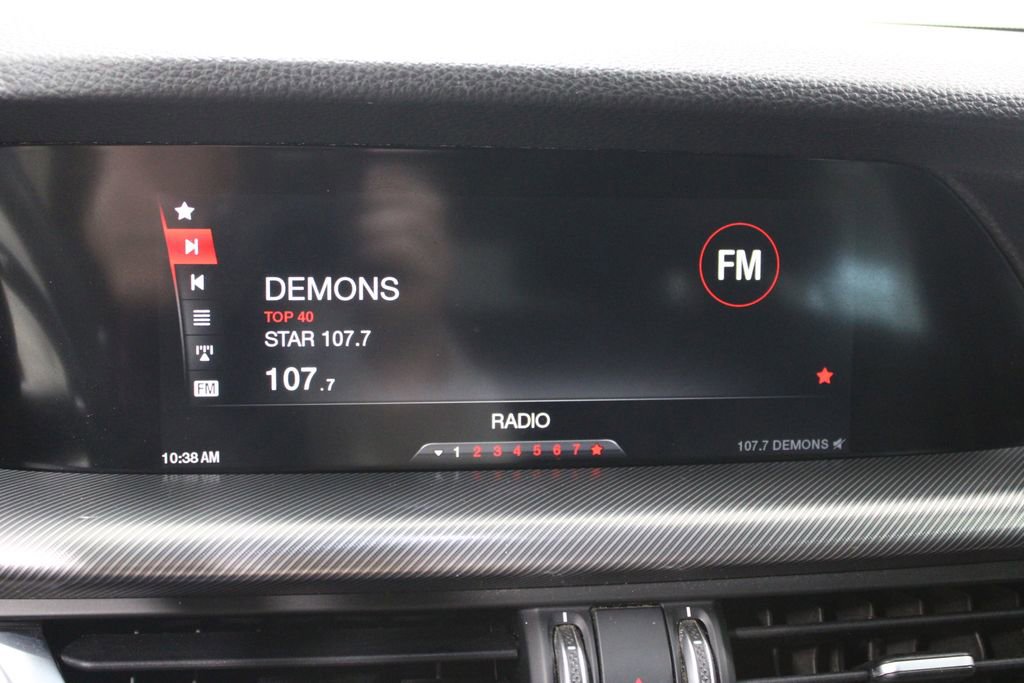 DEMONS
TOP 40
STAR 107.7
107.7
FM
FM
RADIO
10:38 AM
1 2 3 4 5 6 7
107.7 DEMONS